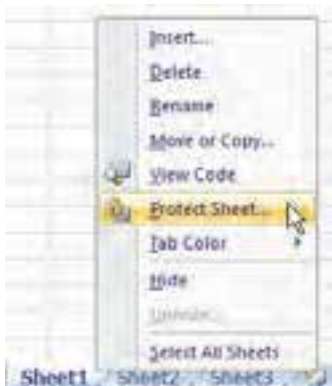 Insert...
Delete
Rename
Move or Copy...
View Code
Protect Sheet...
Tab Color
Hide
Unhide...
Select All Sheets
Sheet1 Sheet2 Sheet3